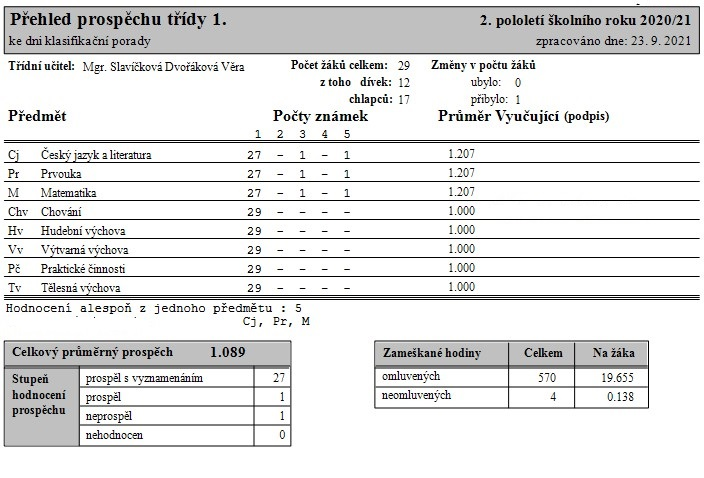 Přehled prospěchu třídy 1. 2. pololetí školního roku 2020/21
ke dni klasifikační porady zpracováno dne: 23. 9. 2021
Třídní učitel: Mgr. Slavíčková Dvořáková Věra Počet žáků celkem: 29 Změny v počtu žáků
z toho dívek: 12 ubylo: 0
chlapců: 17 přibylo: 1
Předmět Počty známek Průměr Vyučující (podpis)
1 2 3 4 5
Cj Český jazyk a literatura 27 - 1 - 1 1.207
Pr Prvouka 27 - 1 - 1 1.207
M Matematika 27 - 1 - 1 1.207
Chv Chování 29 - - - - 1.000
Hv Hudební výchova 29 - - - - 1.000
Vv Výtvarná výchova 29 - - - - 1.000
Pč Praktické činnosti 29 - - - - 1.000
Tv Tělesná výchova 29 - - - - 1.000
Hodnocení alespoň z jednoho předmětu : 5
Cj, Pr, M
Celkový průměrný prospěch 1.089
Stupeň hodnocení prospěchu
prospěl s vyznamenáním 27
prospěl 1
neprospěl 1
nehodnocen 0
Zameškané hodiny Celkem Na žáka
omluvených 570 19.655
neomluvených 4 0.138